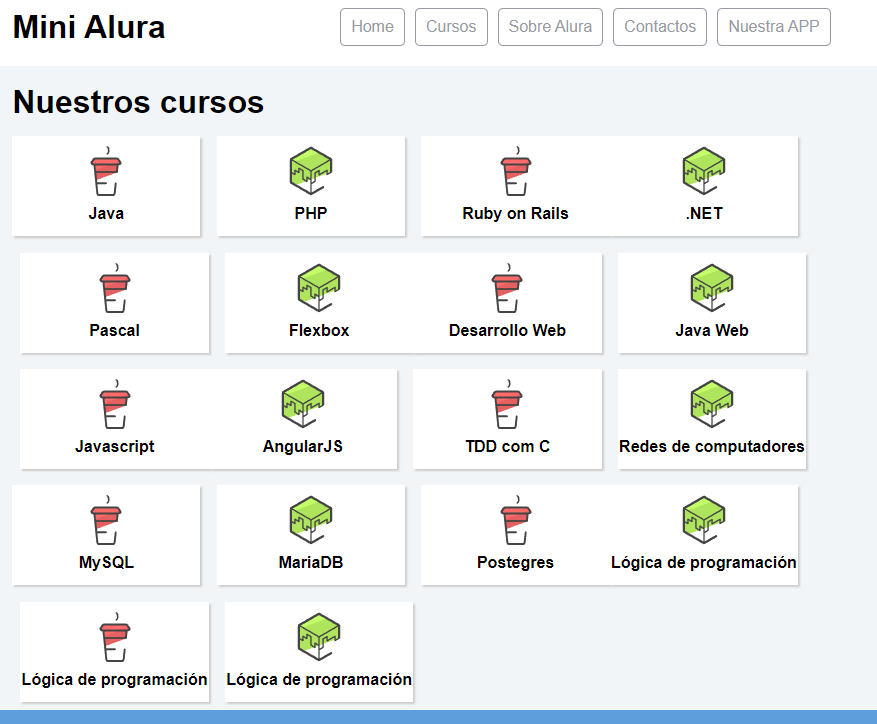 Mini Alura
Home Cursos Sobre Alura Contactos Nuestra APP
Nuestros cursos
Java PHP Ruby on Rails .NET
Pascal Flexbox Desarrollo Web Java Web
Javascript AngularJS TDD com C Redes de computadores
MySQL MariaDB Postegres Lógica de programación
Lógica de programación Lógica de programación